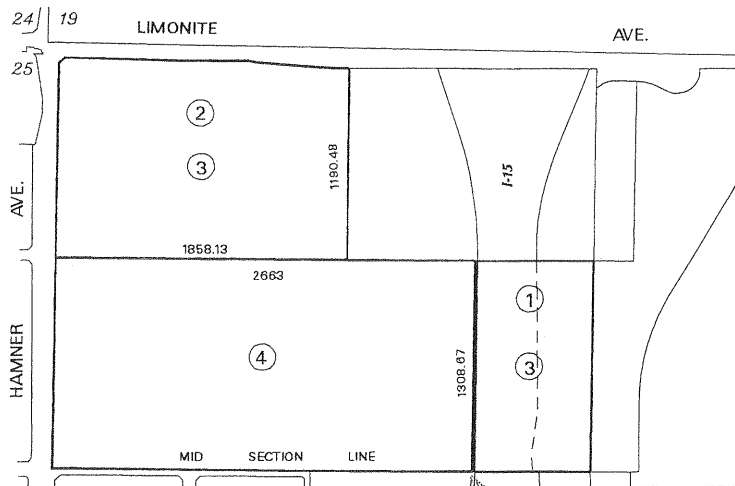 24 19
LIMONITE AVE.
25
2
3
1190.48
I-15
AVE.
1858.13
2663
1
HAMNER
4
1308.67
3
MID SECTION LINE